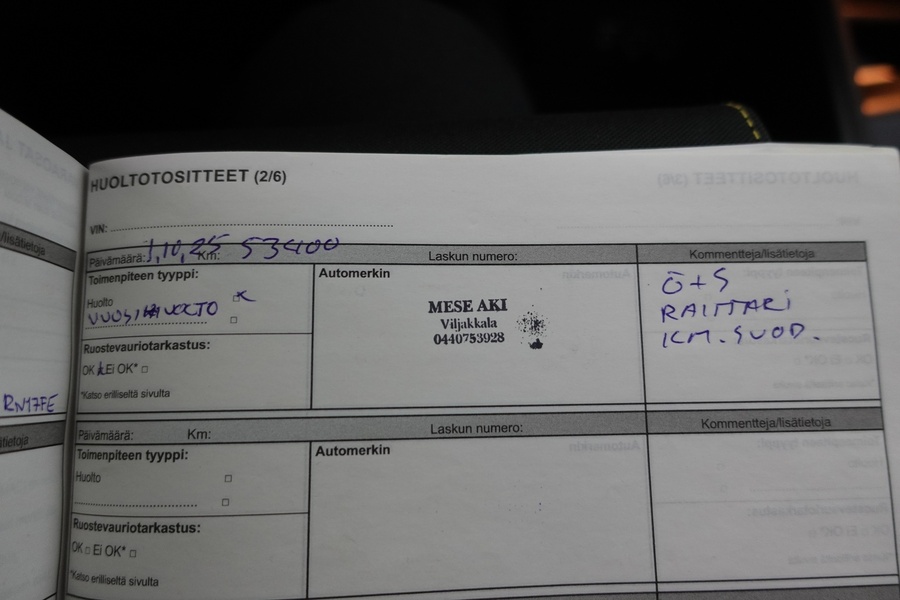 HUOLTOTOSITTEET (2/6)
VIN:
Päivämäärä: 1,10,25 Km: 53400
Laskun numero:
Kommentteja/lisätietoja
Toimenpiteen tyyppi:
Huolto
VUOSIHUOLTO
Ruostevauriotarkastus:
OK Ei OK*
*Katso erilliseltä sivulta
Automerkin
MESE AKI
Viljakkala
0440753928
Ö+S
RAITTARI
KM.SUOD.
RN17FE
Päivämäärä: Km:
Laskun numero:
Kommentteja/lisätietoja
Toimenpiteen tyyppi:
Huolto
Ruostevauriotarkastus:
OK Ei OK*
*Katso erilliseltä sivulta
Automerkin